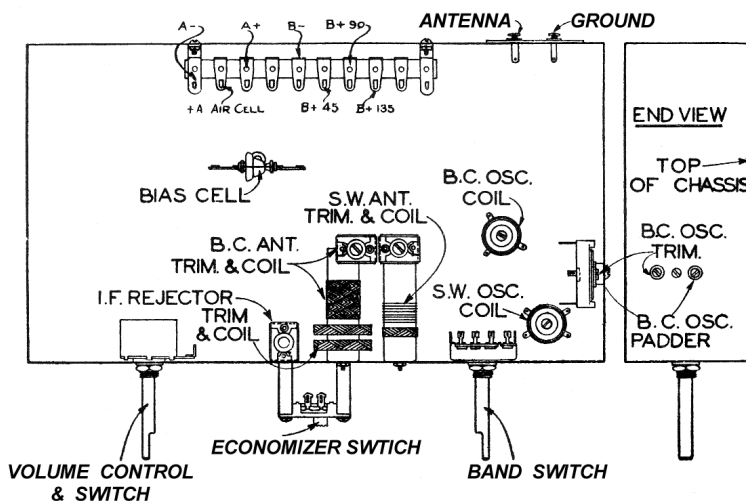 A- A+ B- B+90
ANTENNA GROUND
+A AIR CELL B+45 B+135
END VIEW
TOP
OF CHASSIS
BIAS CELL
S.W. ANT.
TRIM. & COIL
B.C. OSC.
COIL
B.C. ANT.
TRIM. & COIL
B.C. OSC.
TRIM.
I.F. REJECTOR
TRIM
& COIL
S.W. OSC.
COIL
B.C. OSC.
PADDER
ECONOMIZER SWTICH
VOLUME CONTROL
& SWITCH
BAND SWITCH